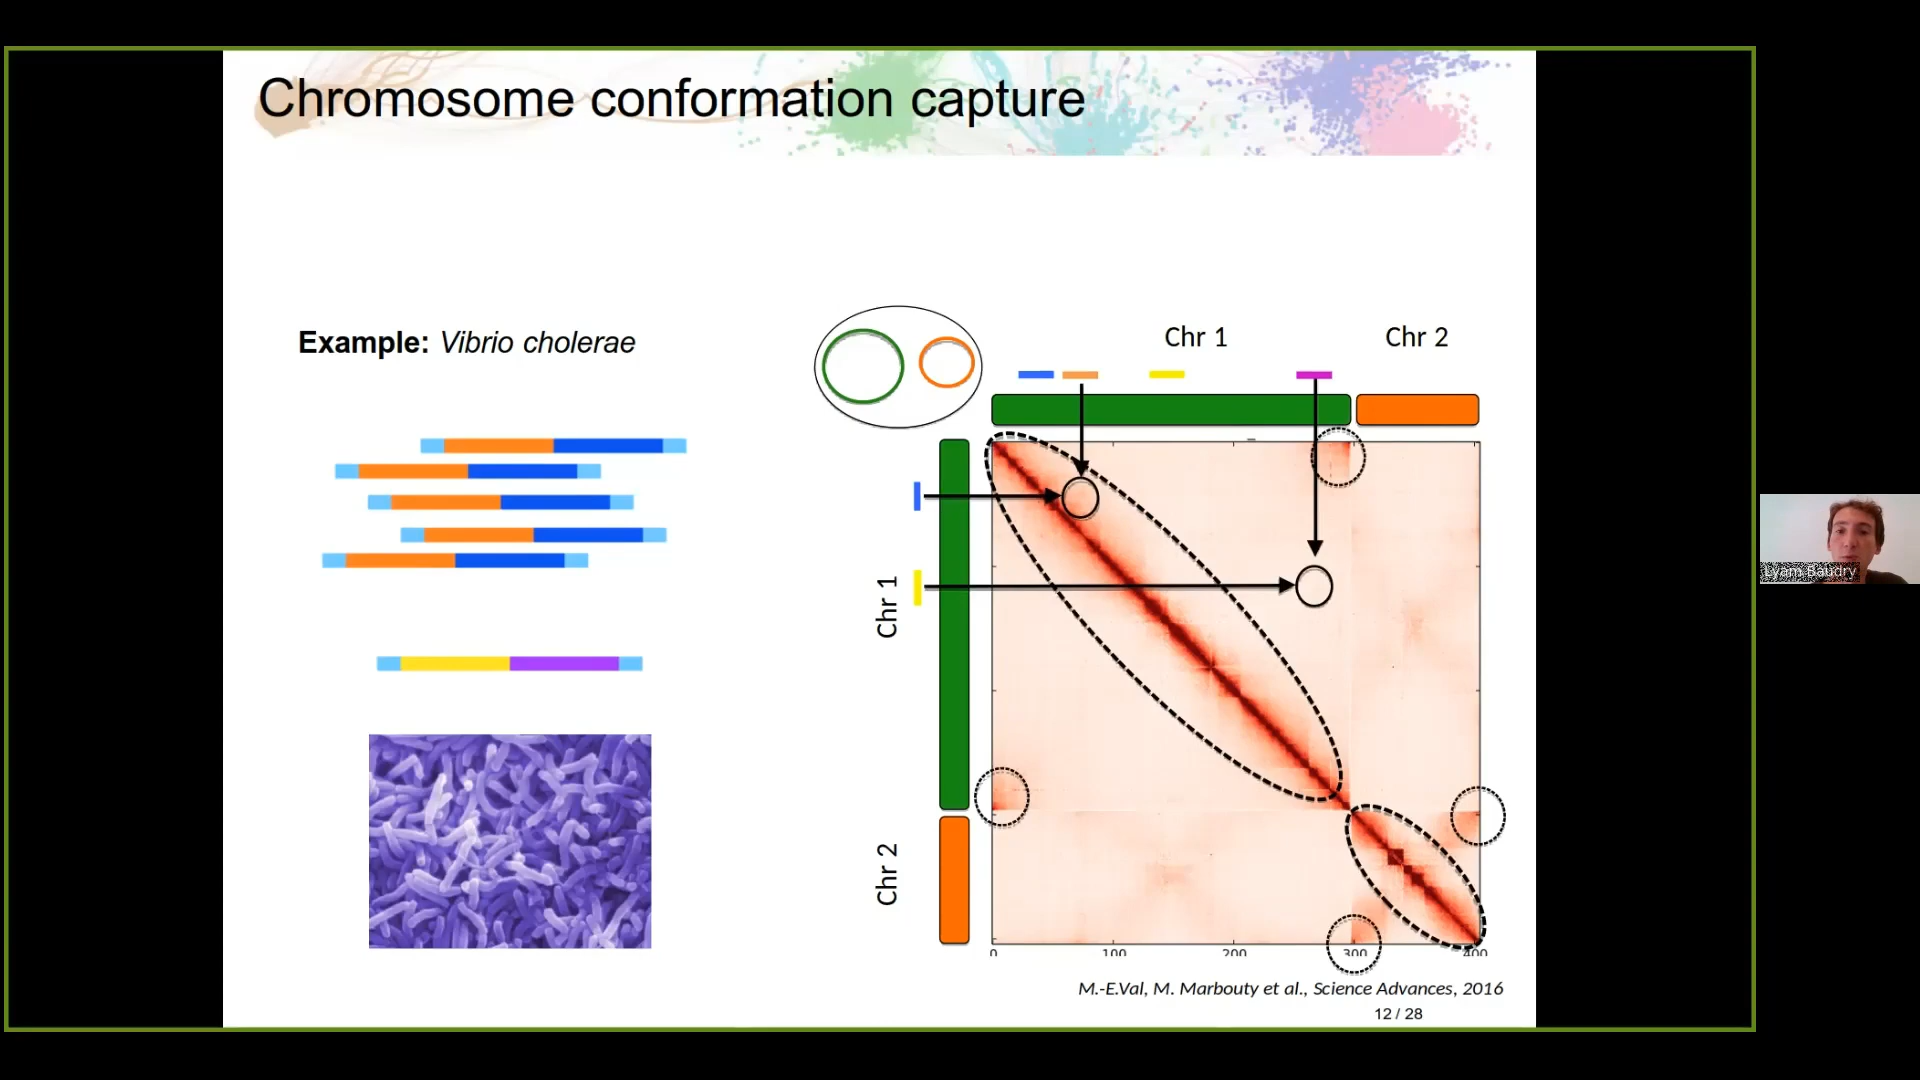 Chromosome conformation capture
Example: Vibrio cholerae
Chr 1
Chr 2
Chr 1
Chr 2
0 100 200 300 400
M.-E.Val, M. Marbouty et al., Science Advances, 2016
12 / 28
Lyam Baudry